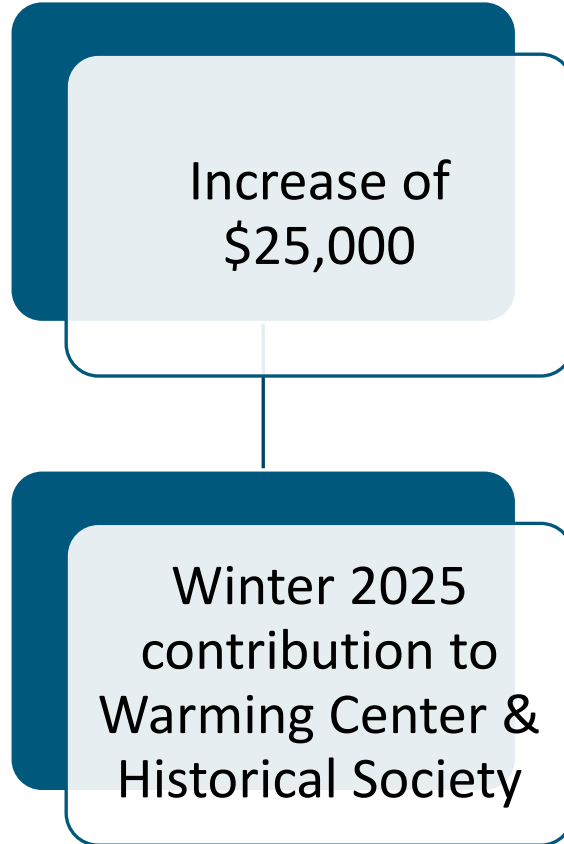 Increase of
$25,000
Winter 2025
contribution to
Warming Center &
Historical Society